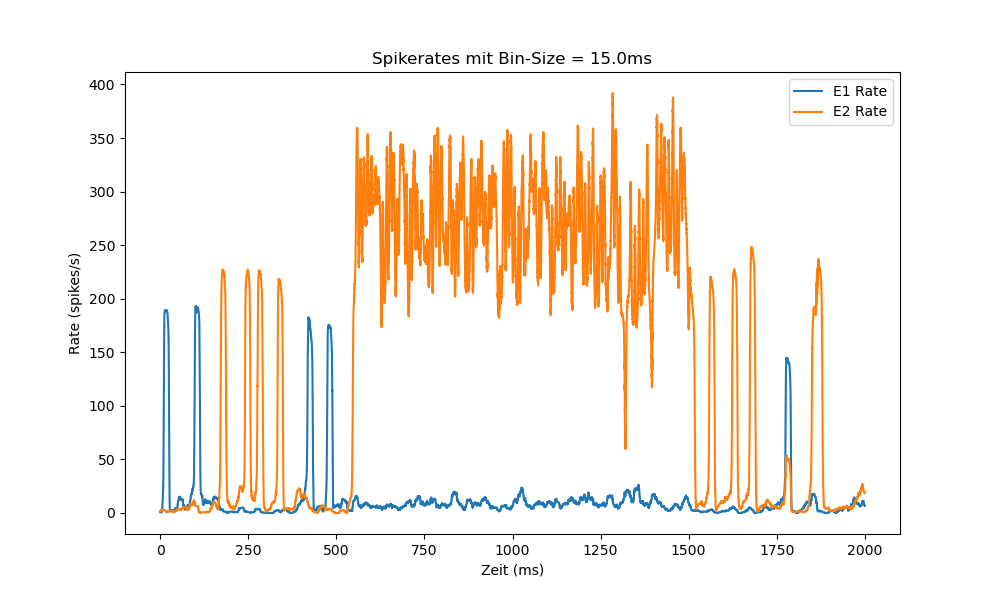 Spikerates mit Bin-Size = 15.0ms
E1 Rate
E2 Rate
Rate (spikes/s)
400
350
300
250
200
150
100
50
0
0 250 500 750 1000 1250 1500 1750 2000
Zeit (ms)